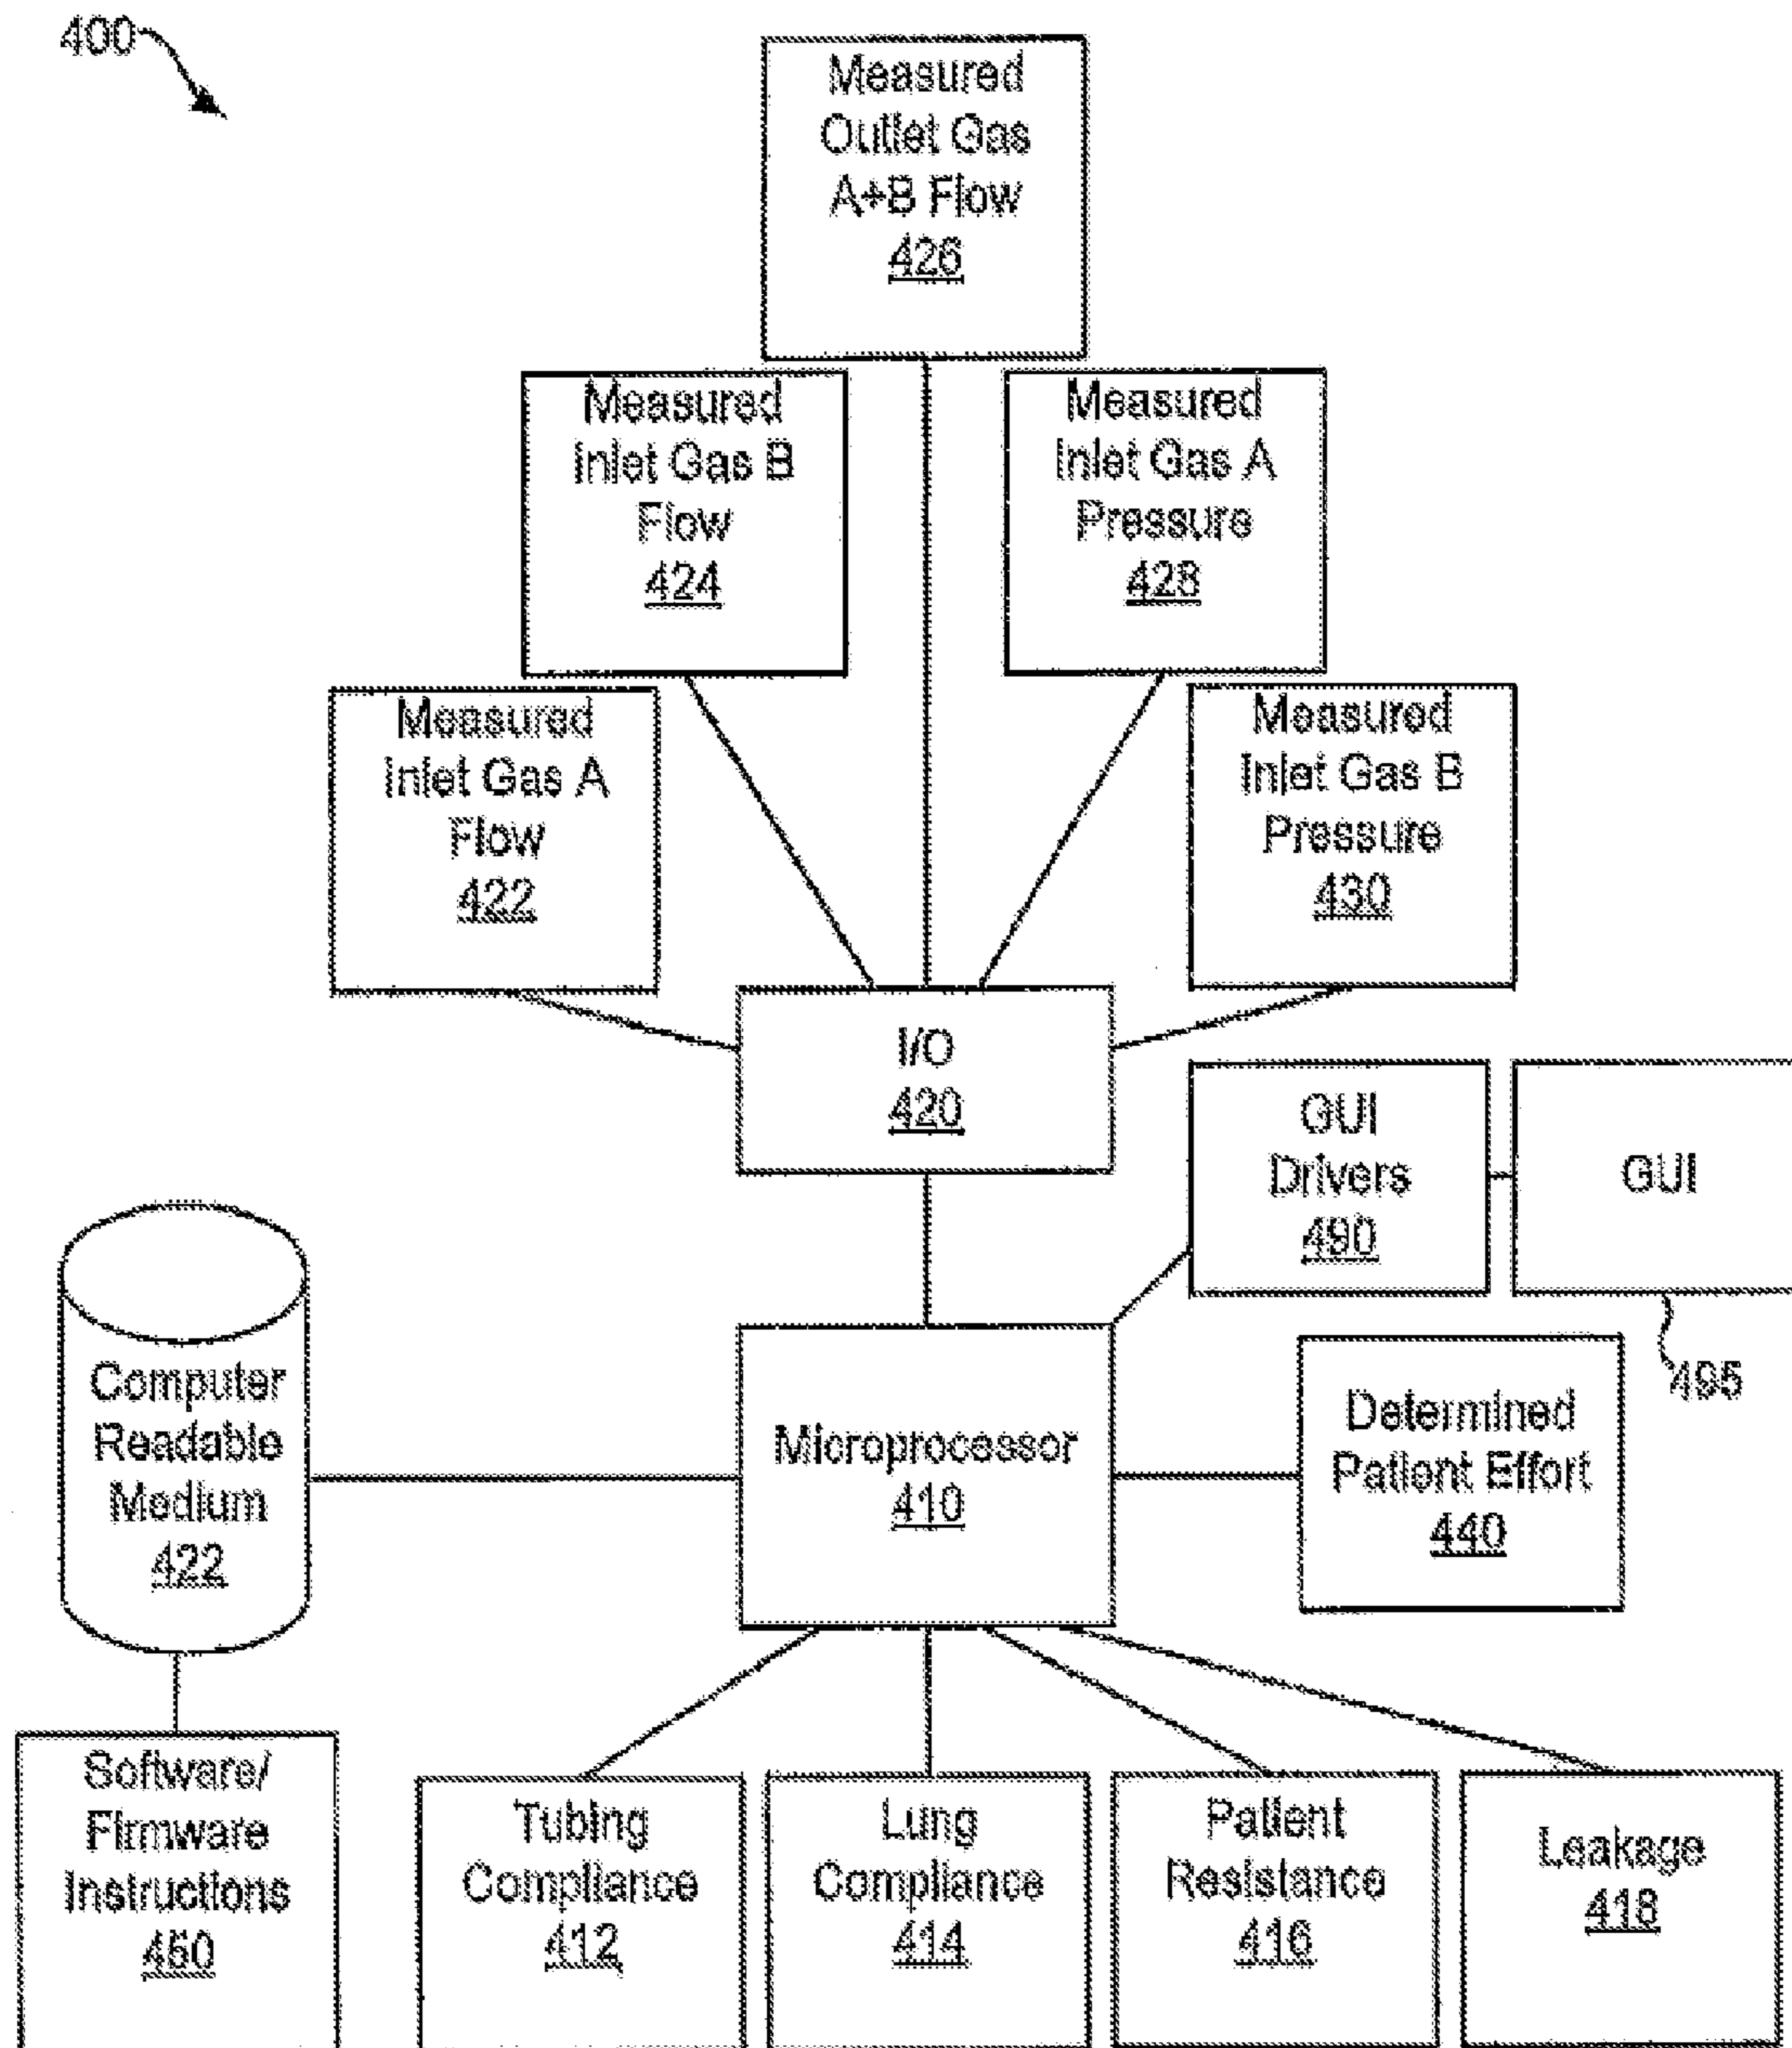 400
Measured
Outlet Gas
A+B Flow
426
Measured
Inlet Gas B
Flow
424
Measured
Inlet Gas A
Pressure
428
Measured
Inlet Gas A
Flow
422
Measured
Inlet Gas B
Pressure
430
I/O
420
GUI
Drivers
490
GUI
495
Computer
Readable
Medium
422
Microprocessor
410
Determined
Patient Effort
440
Software/
Firmware
Instructions
450
Tubing
Compliance
412
Lung
Compliance
414
Patient
Resistance
416
Leakage
418